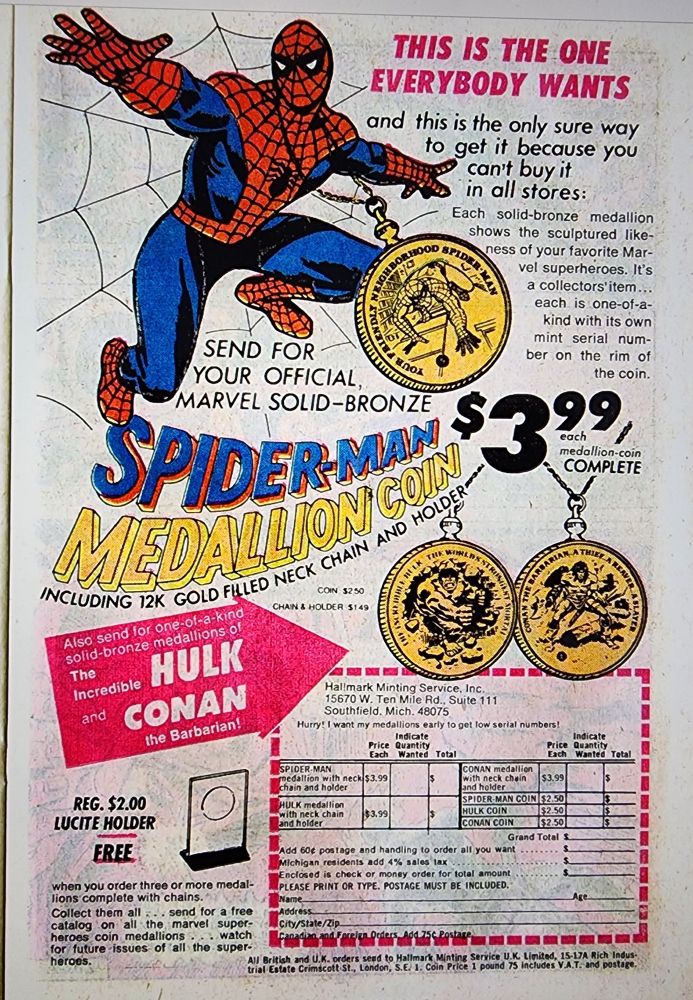 THIS IS THE ONE
EVERYBODY WANTS
and this is the only sure way
to get it because you
can't buy it
in all stores:
Each solid-bronze medallion
shows the sculptured like-
ness of your favorite Mar-
vel superheroes. It's
a collectors' item...
each is one-of-a-
kind with its own
mint serial num-
ber on the rim of
the coin.
YOUR FRIENDLY NEIGHBORHOOD SPIDER-MAN
SEND FOR
YOUR OFFICIAL,
MARVEL SOLID-BRONZE
SPIDER-MAN
MEDALLION COIN
INCLUDING 12K GOLD FILLED NECK CHAIN AND HOLDER
$3.99
each
medallion-coin
COMPLETE
COIN $2.50
CHAIN & HOLDER $1.49
THE INCREDIBLE HULK THE WORLD'S STRONGEST MORTAL
CONAN THE BARBARIAN, A THIEF, A REAVER, A SLAYER
Also send for one-of-a-kind
solid-bronze medallions of
The
Incredible HULK
and CONAN
the Barbarian!
Hallmark Minting Service, Inc.
15670 W. Ten Mile Rd., Suite 111
Southfield, Mich. 48075
Hurry! I want my medallions early to get low serial numbers!
Price Each Indicate Quantity Wanted Total
Price Each Indicate Quantity Wanted Total
SPIDER-MAN medallion with neck chain and holder $3.99 $
CONAN medallion with neck chain and holder $3.99 $
HULK medallion with neck chain and holder $3.99 $
SPIDER-MAN COIN $2.50 $
HULK COIN $2.50 $
CONAN COIN $2.50 $
Grand Total $
Add 60¢ postage and handling to order all you want $
Michigan residents add 4% sales tax $
Enclosed is check or money order for total amount $
PLEASE PRINT OR TYPE. POSTAGE MUST BE INCLUDED.
Name Age
Address
City/State/Zip
Canadian and Foreign Orders, Add 75¢ Postage
REG. $2.00
LUCITE HOLDER
FREE
when you order three or more medal-
lions complete with chains.
Collect them all . . . send for a free
catalog on all the marvel super-
heroes coin medallions . . . watch
for future issues of all the super-
heroes.
All British and U.K. orders send to Hallmark Minting Service U.K. Limited, 15-17A Rich Indus-
trial Estate Crimscott St., London, S.E. 1. Coin Price 1 pound 75 includes V.A.T. and postage.